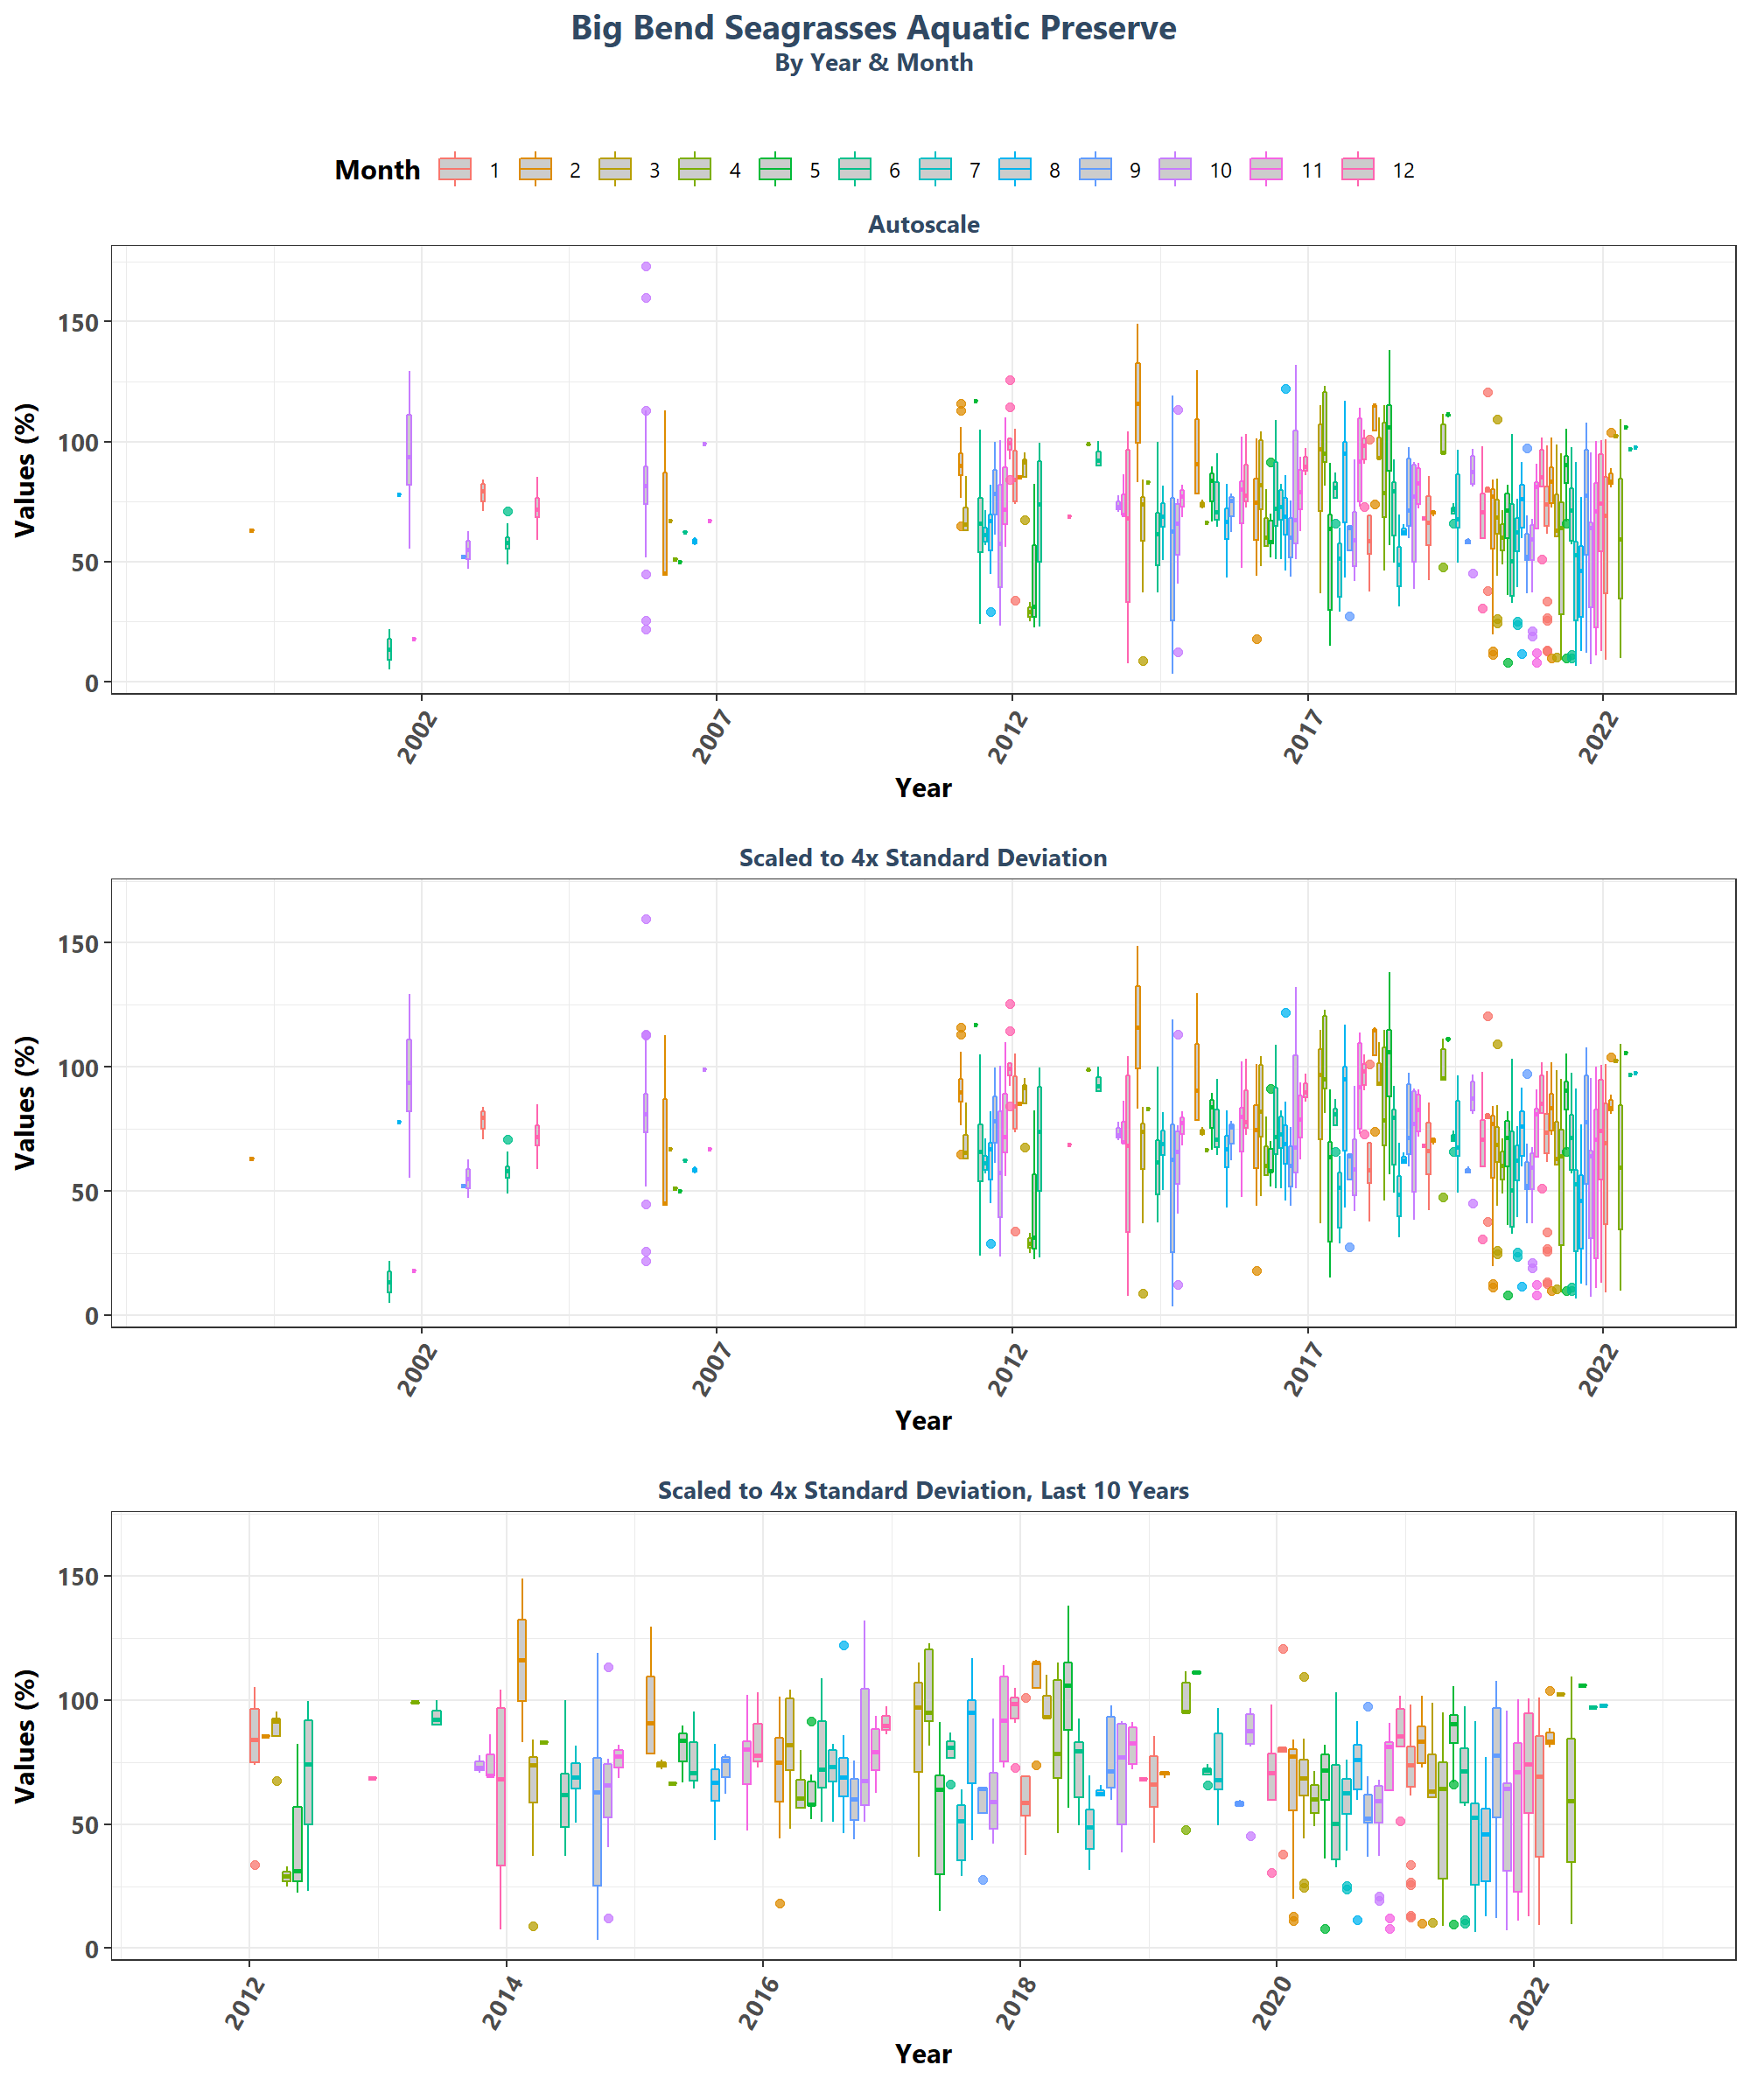 Big Bend Seagrasses Aquatic Preserve
By Year & Month
Month 1 2 3 4 5 6 7 8 9 10 11 12
Autoscale
Values (%)
150
100
50
0
2002 2007 2012 2017 2022
Year
Scaled to 4x Standard Deviation
Values (%)
150
100
50
0
2002 2007 2012 2017 2022
Year
Scaled to 4x Standard Deviation, Last 10 Years
Values (%)
150
100
50
0
2012 2014 2016 2018 2020 2022
Year